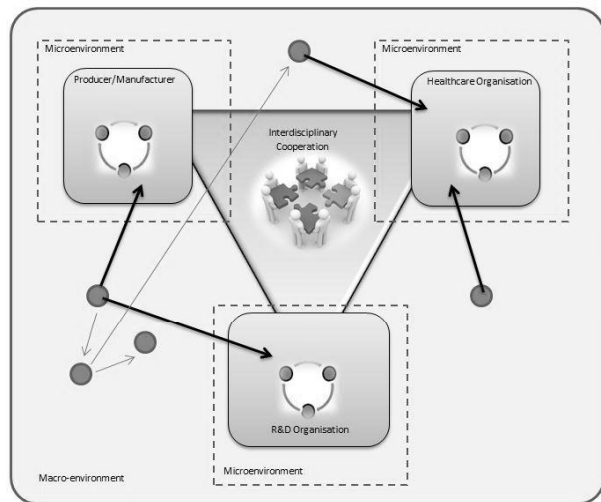 Microenvironment
Producer/Manufacturer
Microenvironment
Healthcare Organisation
Interdisciplinary
Cooperation
R&D Organisation
Microenvironment
Macro-environment